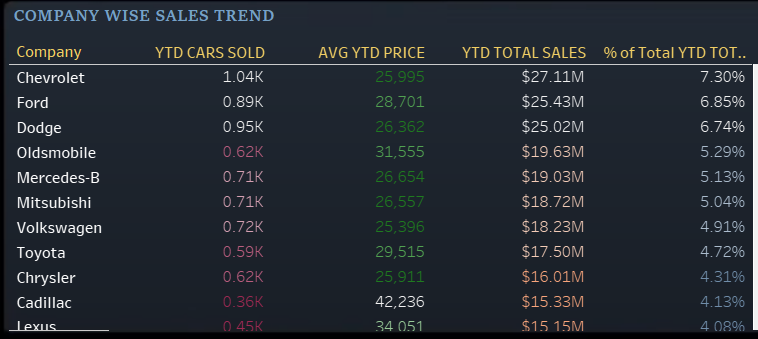 COMPANY WISE SALES TREND
Company YTD CARS SOLD AVG YTD PRICE YTD TOTAL SALES % of Total YTD TOT..
Chevrolet 1.04K 25,995 $27.11M 7.30%
Ford 0.89K 28,701 $25.43M 6.85%
Dodge 0.95K 26,362 $25.02M 6.74%
Oldsmobile 0.62K 31,555 $19.63M 5.29%
Mercedes-B 0.71K 26,654 $19.03M 5.13%
Mitsubishi 0.71K 26,557 $18.72M 5.04%
Volkswagen 0.72K 25,396 $18.23M 4.91%
Toyota 0.59K 29,515 $17.50M 4.72%
Chrysler 0.62K 25,911 $16.01M 4.31%
Cadillac 0.36K 42,236 $15.33M 4.13%
Lexus 0.45K 34,051 $15.15M 4.08%